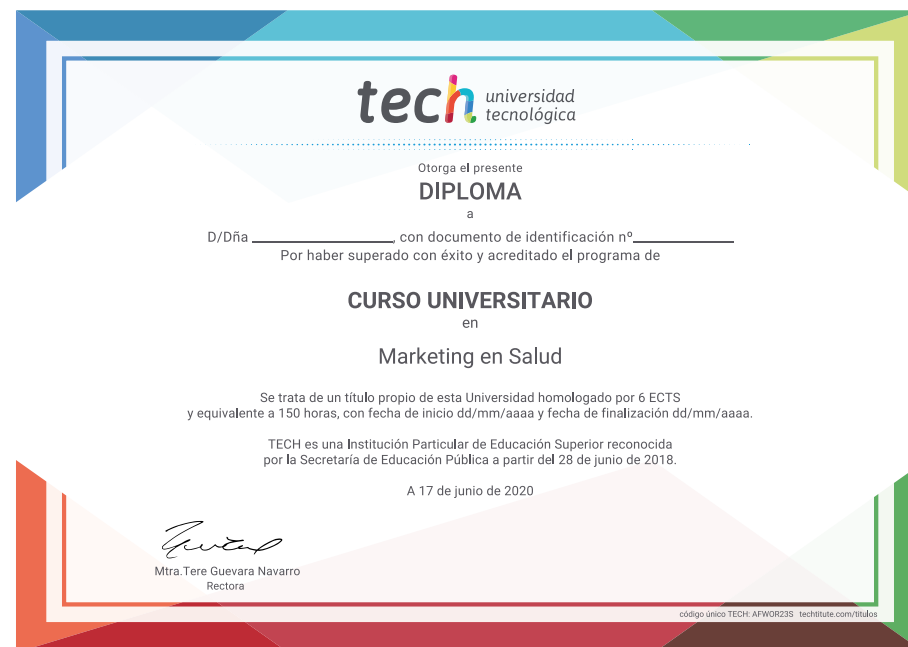 tech universidad
tecnológica
Otorga el presente
DIPLOMA
a
D/Dña ____________________, con documento de identificación nº______________
Por haber superado con éxito y acreditado el programa de
CURSO UNIVERSITARIO
en
Marketing en Salud
Se trata de un título propio de esta Universidad homologado por 6 ECTS
y equivalente a 150 horas, con fecha de inicio dd/mm/aaaa y fecha de finalización dd/mm/aaaa.
TECH es una Institución Particular de Educación Superior reconocida
por la Secretaría de Educación Pública a partir del 28 de junio de 2018.
A 17 de junio de 2020
Mtra.Tere Guevara Navarro
Rectora
código único TECH: AFWOR23S techtitute.com/titulos